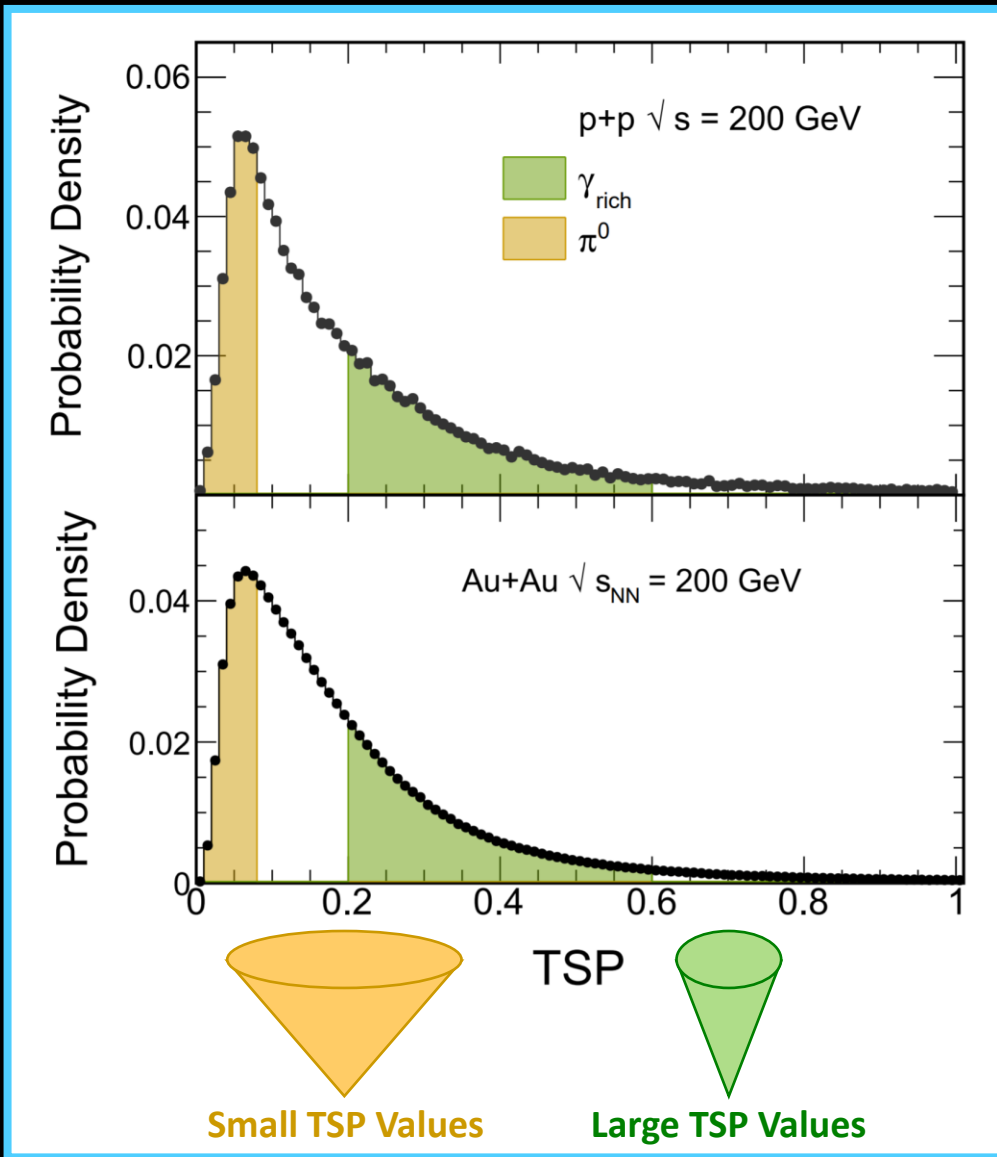 Probability Density
0.06
0.04
0.02
p+p √ s = 200 GeV
γrich
π0
Probability Density
0.04
0.02
0
Au+Au √ sNN = 200 GeV
0 0.2 0.4 0.6 0.8 1
TSP
Small TSP Values
Large TSP Values